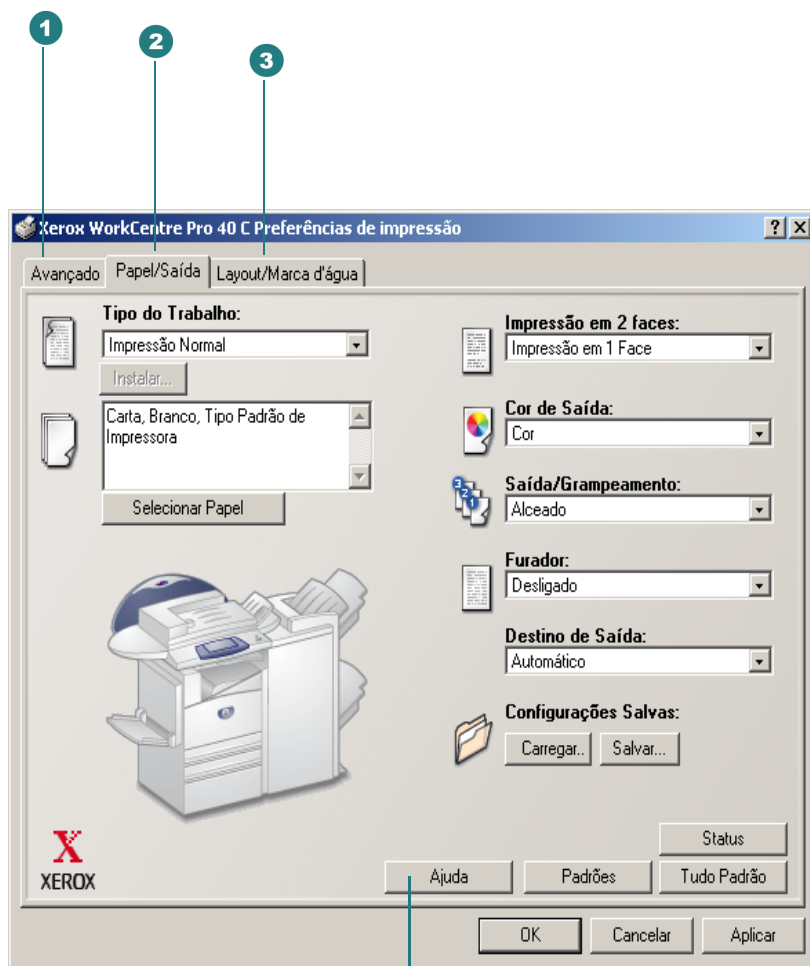 1
2
3
Xerox WorkCentre Pro 40 C Preferências de impressão
Avançado
Papel/Saída
Layout/Marca d'água
Tipo do Trabalho:
Impressão Normal
Instalar...
Carta, Branco, Tipo Padrão de
Impressora
Selecionar Papel
Impressão em 2 faces:
Impressão em 1 Face
Cor de Saída:
Cor
3
2
1
Saída/Grampeamento:
Alceado
Furador:
Desligado
Destino de Saída:
Automático
Configurações Salvas:
Carregar..
Salvar...
X
XEROX
Status
Ajuda
Padrões
Tudo Padrão
OK
Cancelar
Aplicar